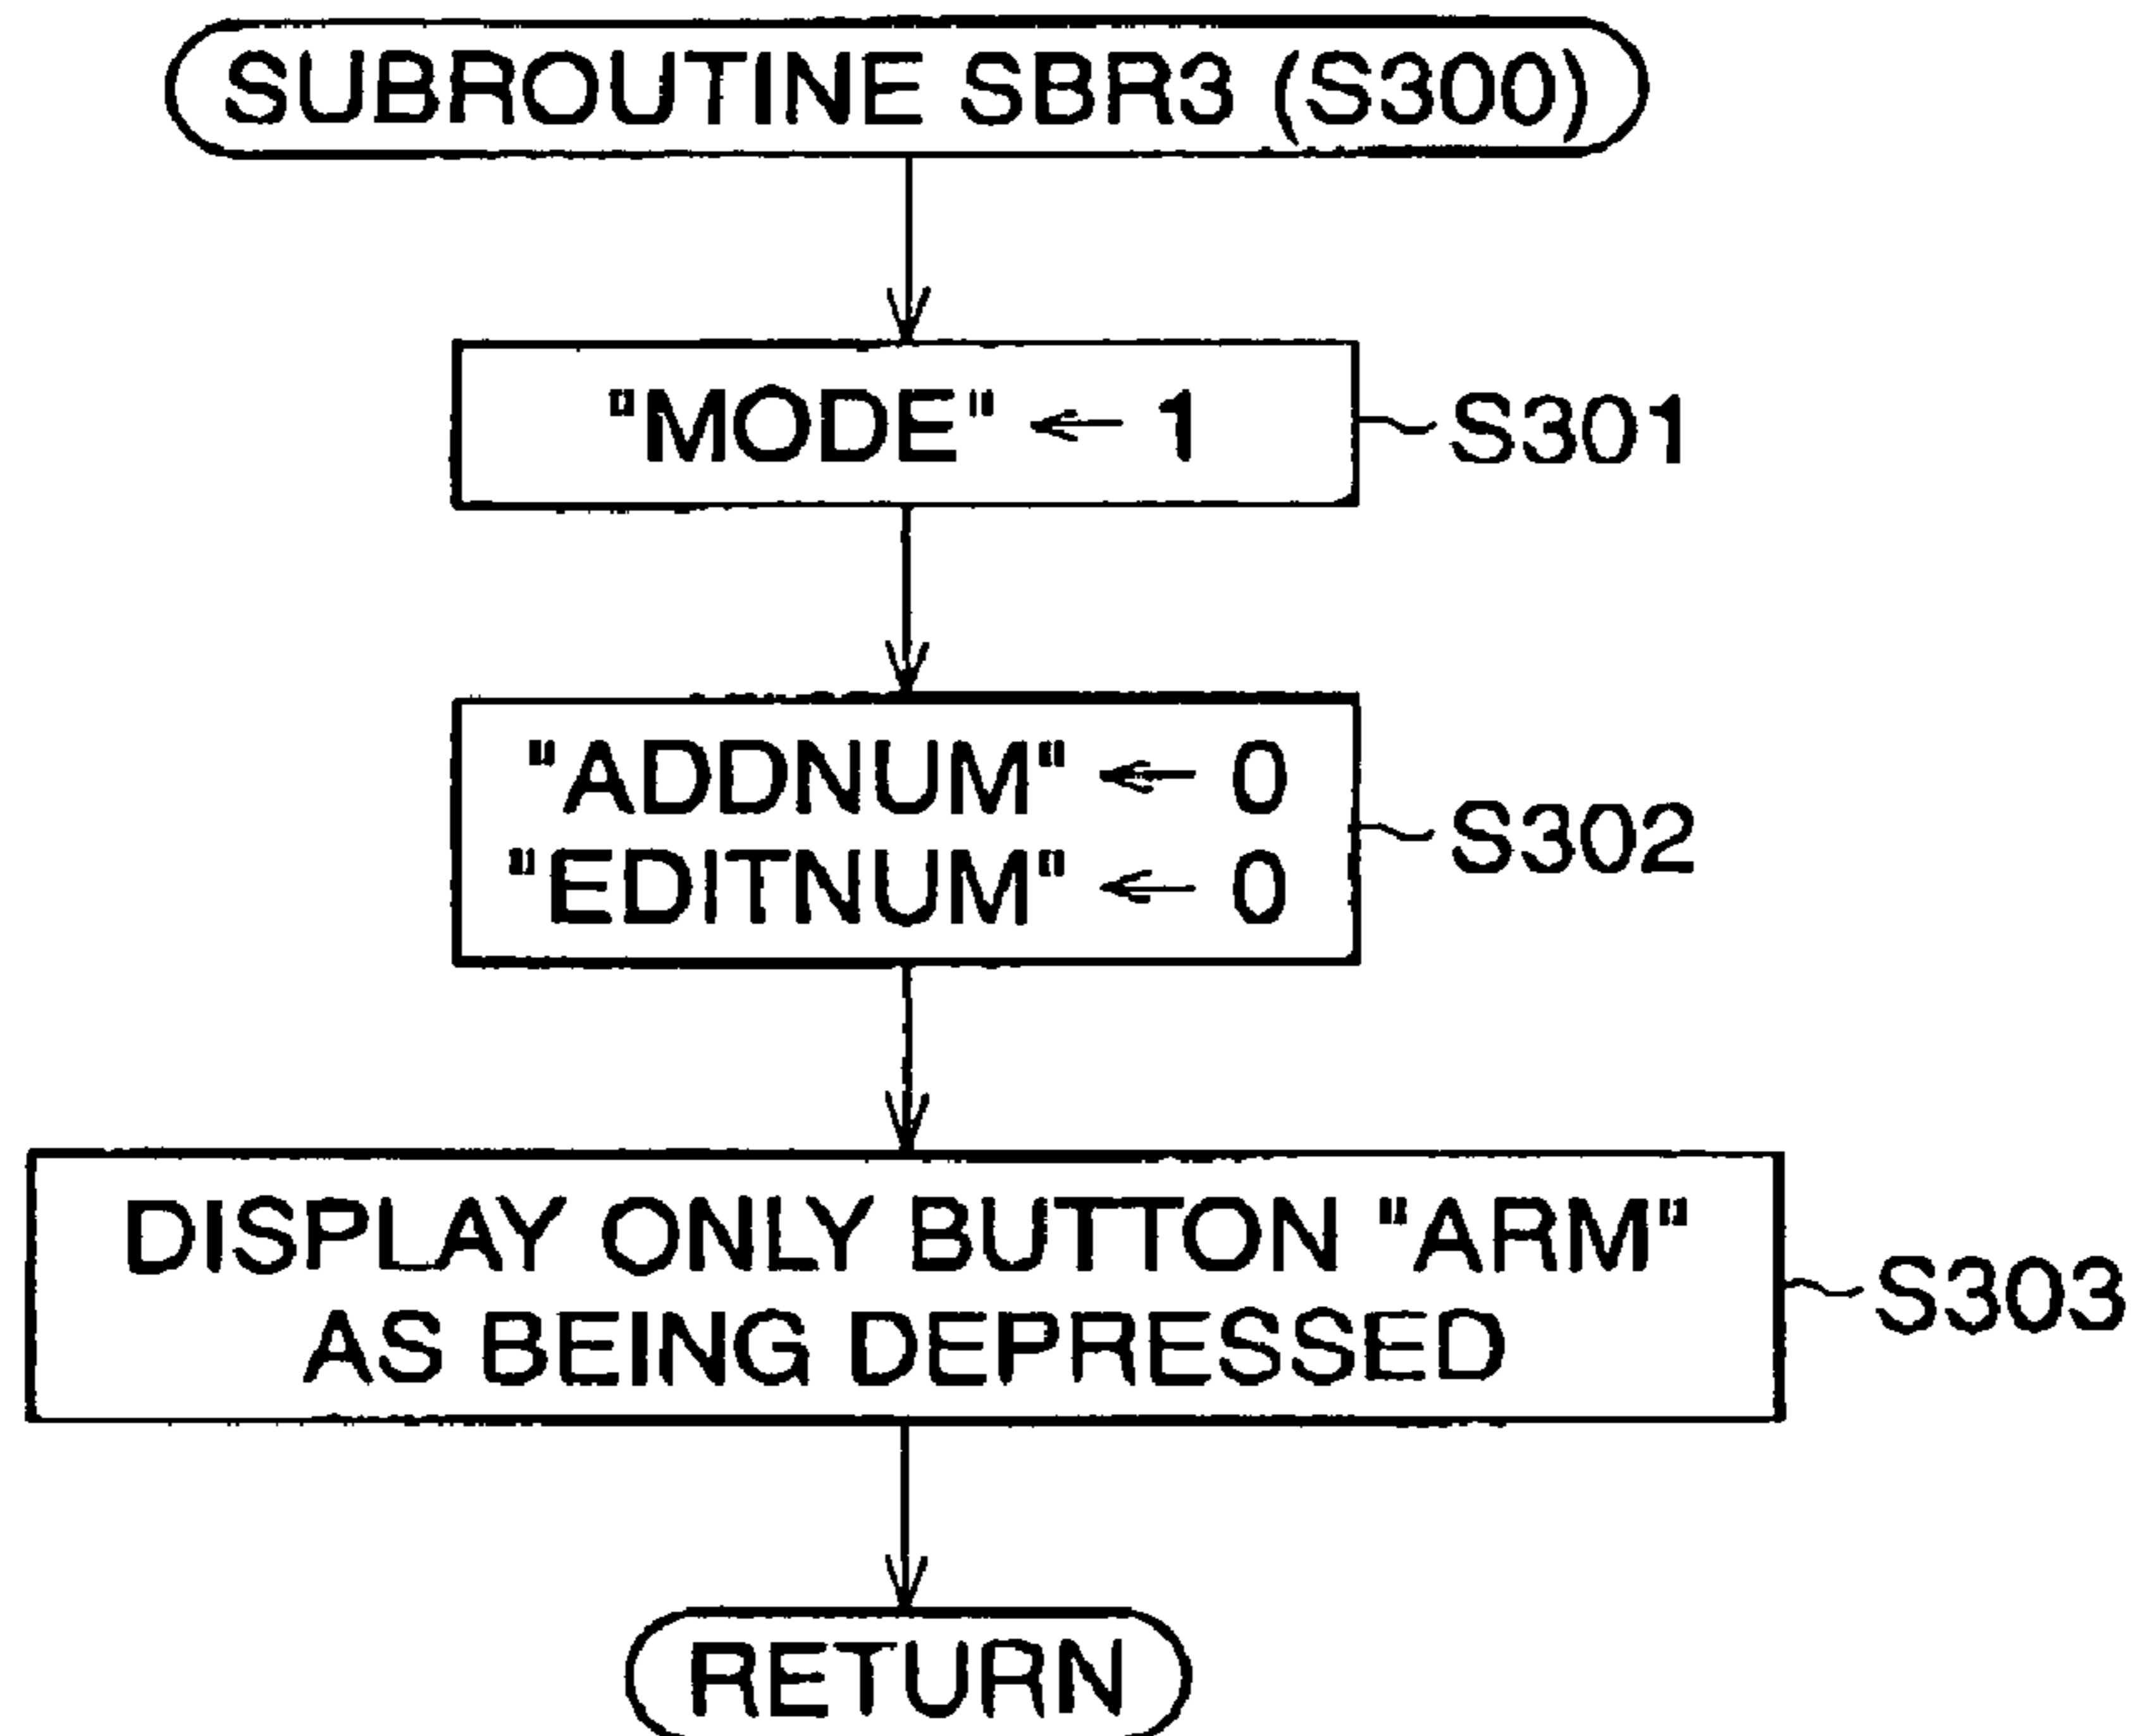 SUBROUTINE SBR3 (S300)
"MODE" ← 1
S301
"ADDNUM" ← 0
"EDITNUM" ← 0
S302
DISPLAY ONLY BUTTON "ARM"
AS BEING DEPRESSED
S303
RETURN